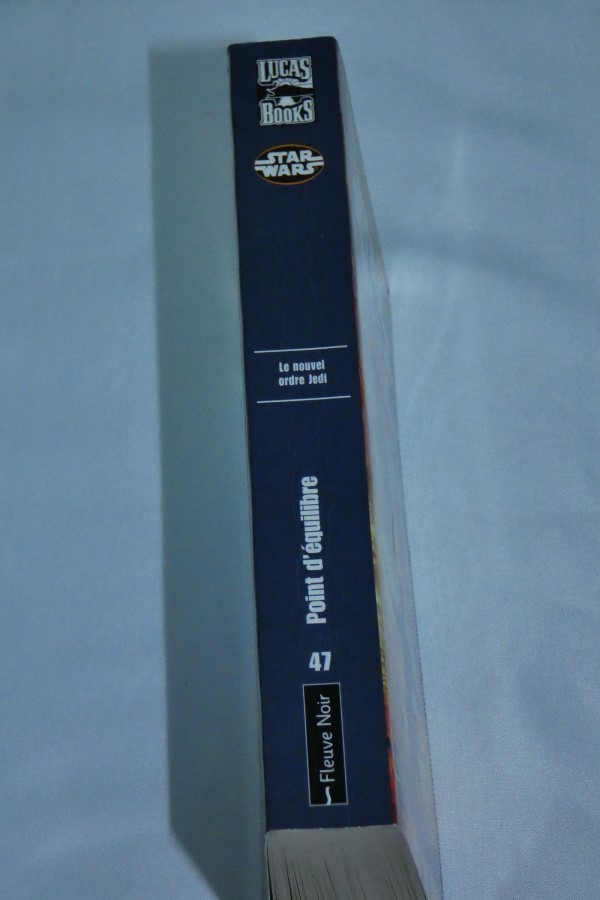 LUCAS
BOOKS
STAR
WARS
Le nouvel
ordre Jedi
Point d'équilibre
47
Fleuve Noir